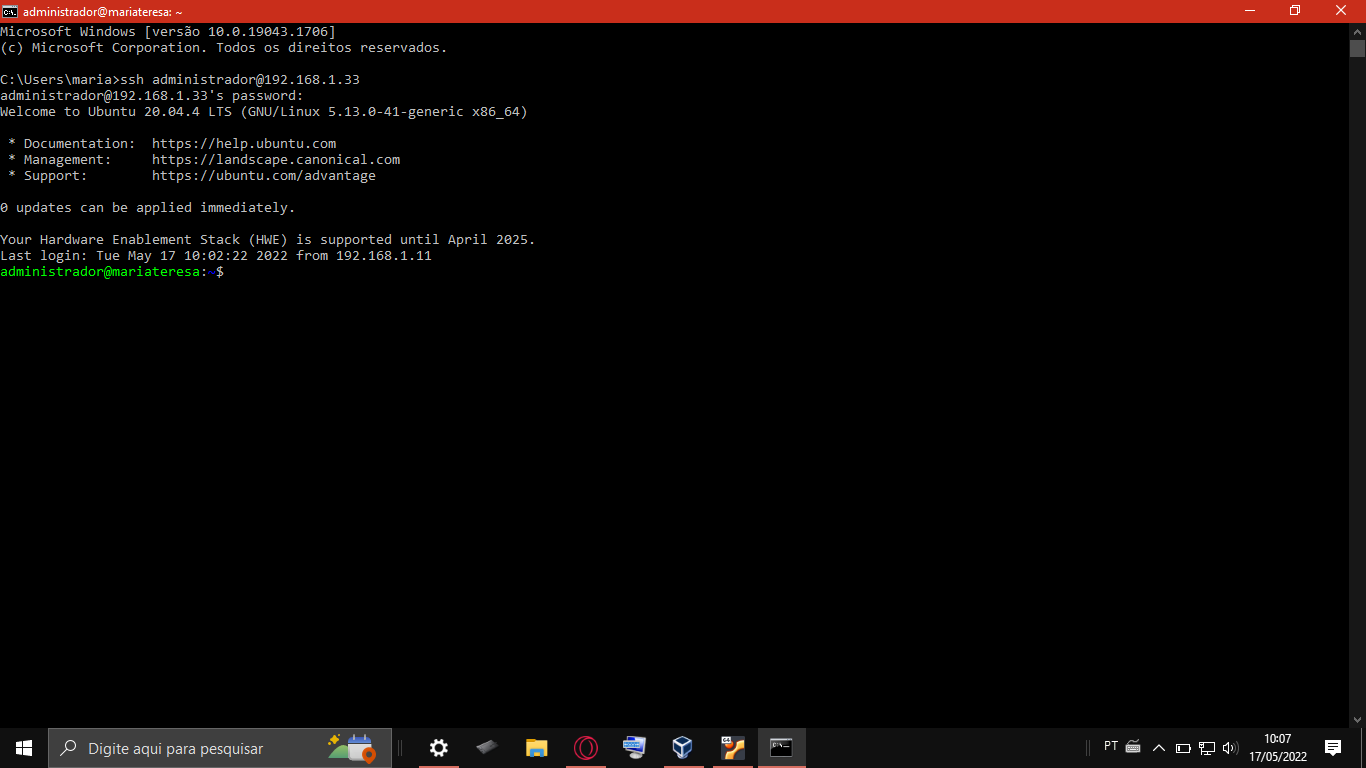 administrador@mariateresa: ~
Microsoft Windows [versão 10.0.19043.1706]
(c) Microsoft Corporation. Todos os direitos reservados.
C:\Users\maria>ssh administrador@192.168.1.33
administrador@192.168.1.33's password:
Welcome to Ubuntu 20.04.4 LTS (GNU/Linux 5.13.0-41-generic x86_64)
* Documentation:  https://help.ubuntu.com
* Management:     https://landscape.canonical.com
* Support:        https://ubuntu.com/advantage
0 updates can be applied immediately.
Your Hardware Enablement Stack (HWE) is supported until April 2025.
Last login: Tue May 17 10:02:22 2022 from 192.168.1.11
administrador@mariateresa:~$
Digite aqui para pesquisar
PT
10:07
17/05/2022